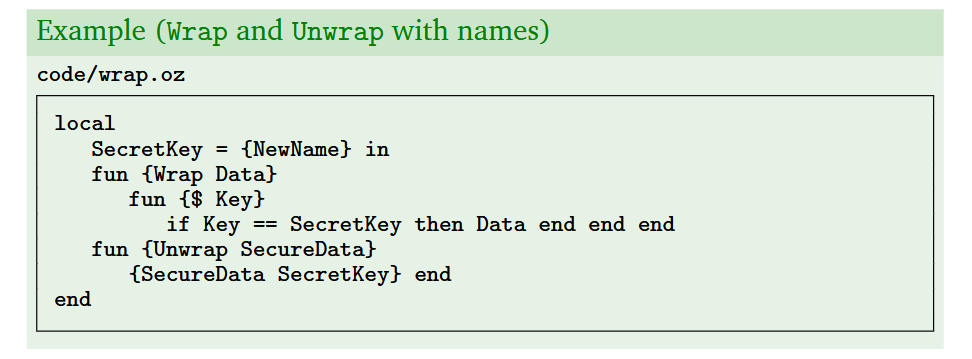 Example (Wrap and Unwrap with names)
code/wrap.oz
local
   SecretKey = {NewName} in
   fun {Wrap Data}
      fun {$ Key}
         if Key == SecretKey then Data end end end
   fun {Unwrap SecureData}
      {SecureData SecretKey} end
end